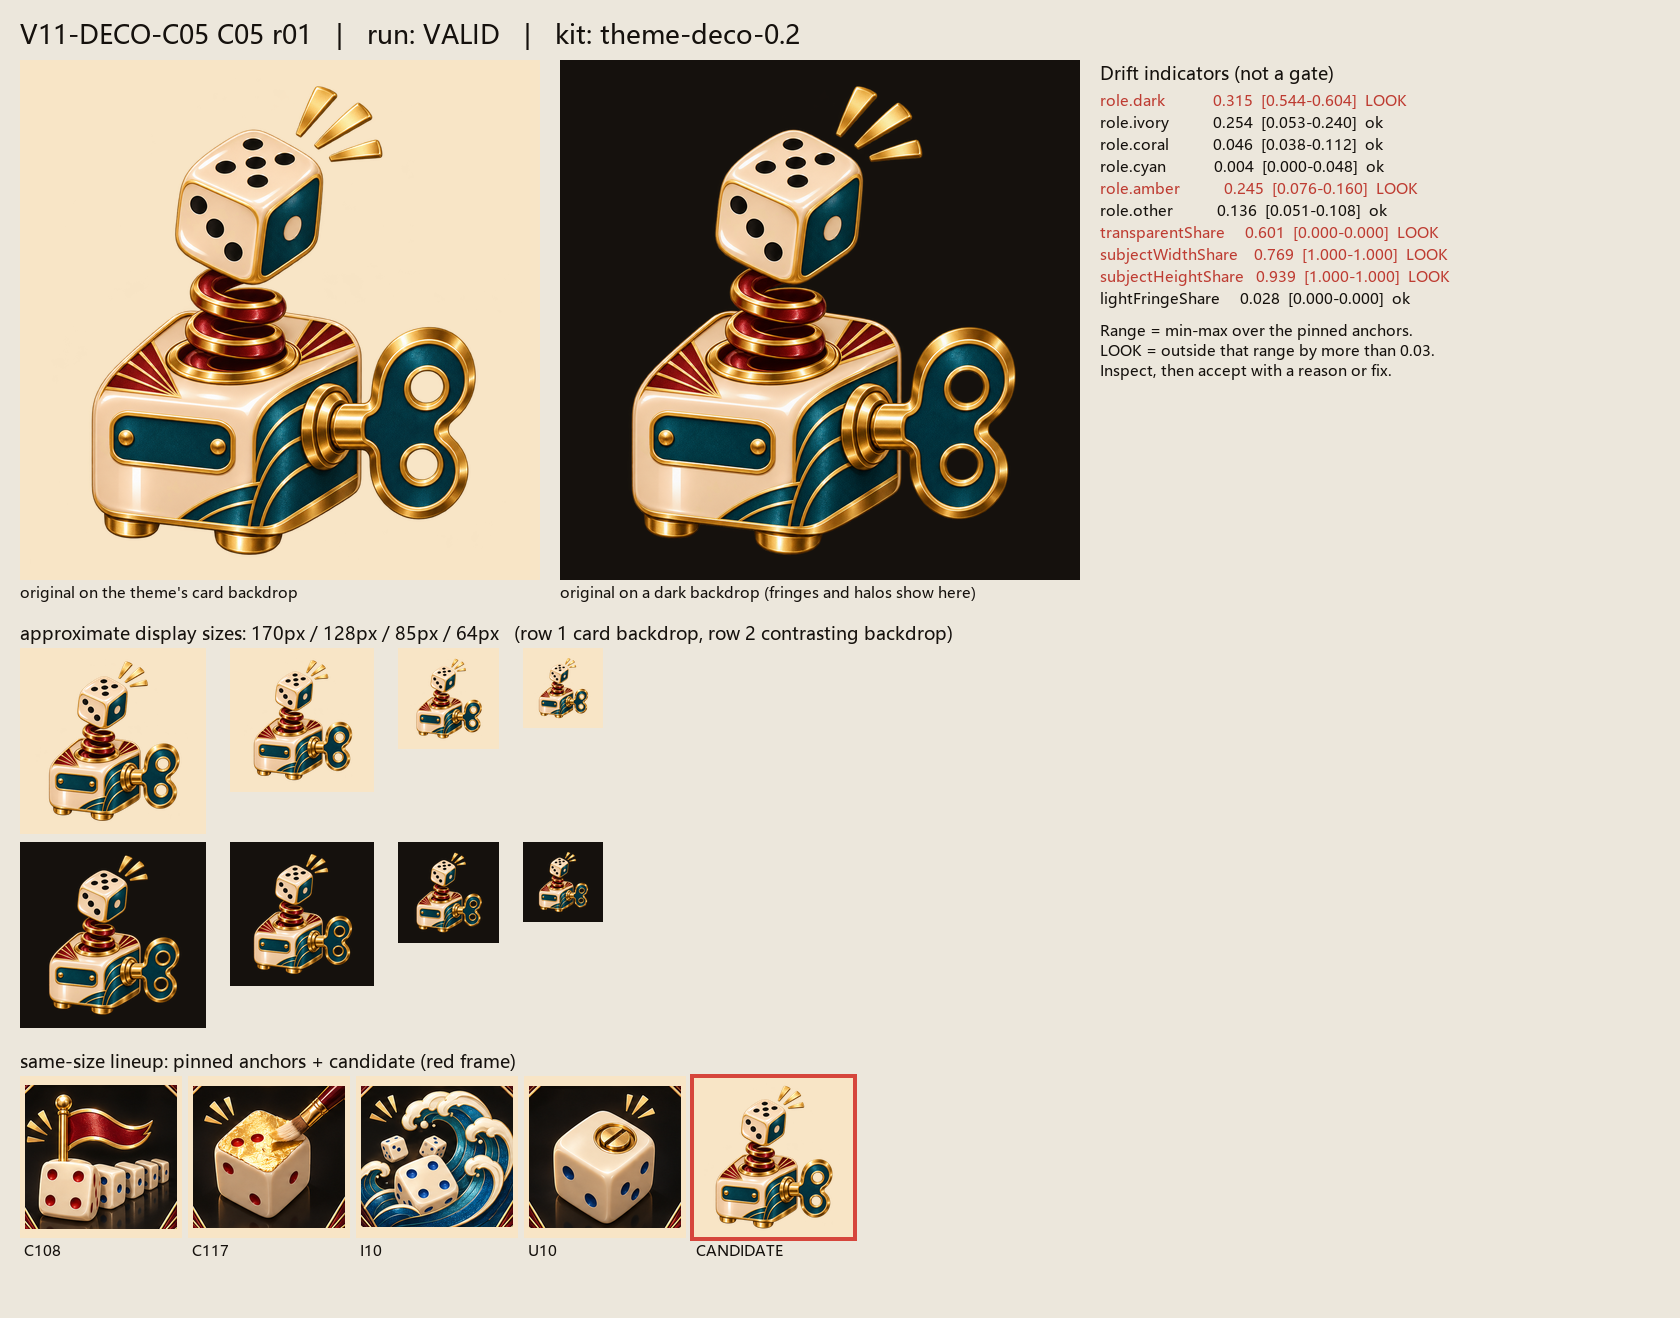 V11-DECO-C05 C05 r01   |   run: VALID   |   kit: theme-deco-0.2
Drift indicators (not a gate)
role.dark 0.315 [0.544-0.604] LOOK
role.ivory 0.254 [0.053-0.240] ok
role.coral 0.046 [0.038-0.112] ok
role.cyan 0.004 [0.000-0.048] ok
role.amber 0.245 [0.076-0.160] LOOK
role.other 0.136 [0.051-0.108] ok
transparentShare 0.601 [0.000-0.000] LOOK
subjectWidthShare 0.769 [1.000-1.000] LOOK
subjectHeightShare 0.939 [1.000-1.000] LOOK
lightFringeShare 0.028 [0.000-0.000] ok
Range = min-max over the pinned anchors.
LOOK = outside that range by more than 0.03.
Inspect, then accept with a reason or fix.
original on the theme's card backdrop
original on a dark backdrop (fringes and halos show here)
approximate display sizes: 170px / 128px / 85px / 64px   (row 1 card backdrop, row 2 contrasting backdrop)
same-size lineup: pinned anchors + candidate (red frame)
C108
C117
I10
U10
CANDIDATE